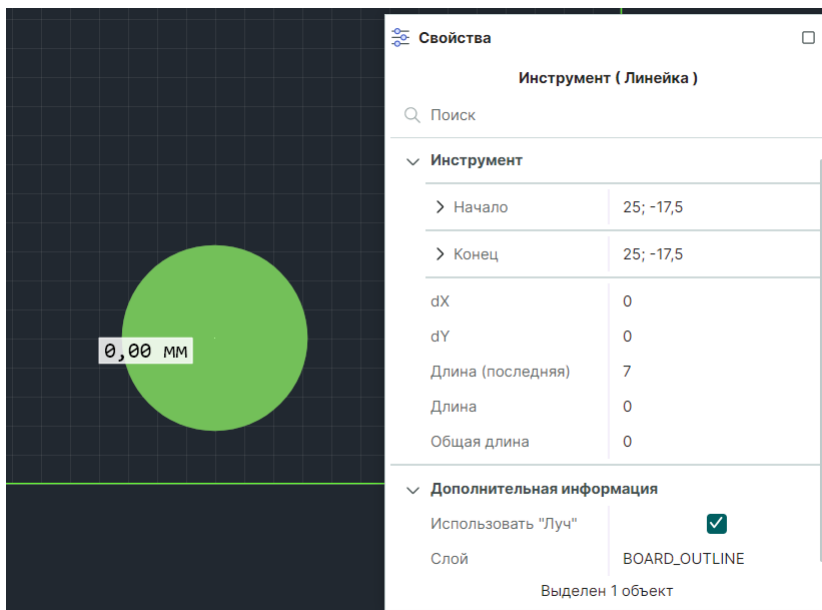 Свойства
Инструмент ( Линейка )
Поиск
Инструмент
Начало 25; -17,5
Конец 25; -17,5
dX 0
dY 0
0,00 мм
Длина (последняя) 7
Длина 0
Общая длина 0
Дополнительная информация
Использовать "Луч"
Слой BOARD_OUTLINE
Выделен 1 объект